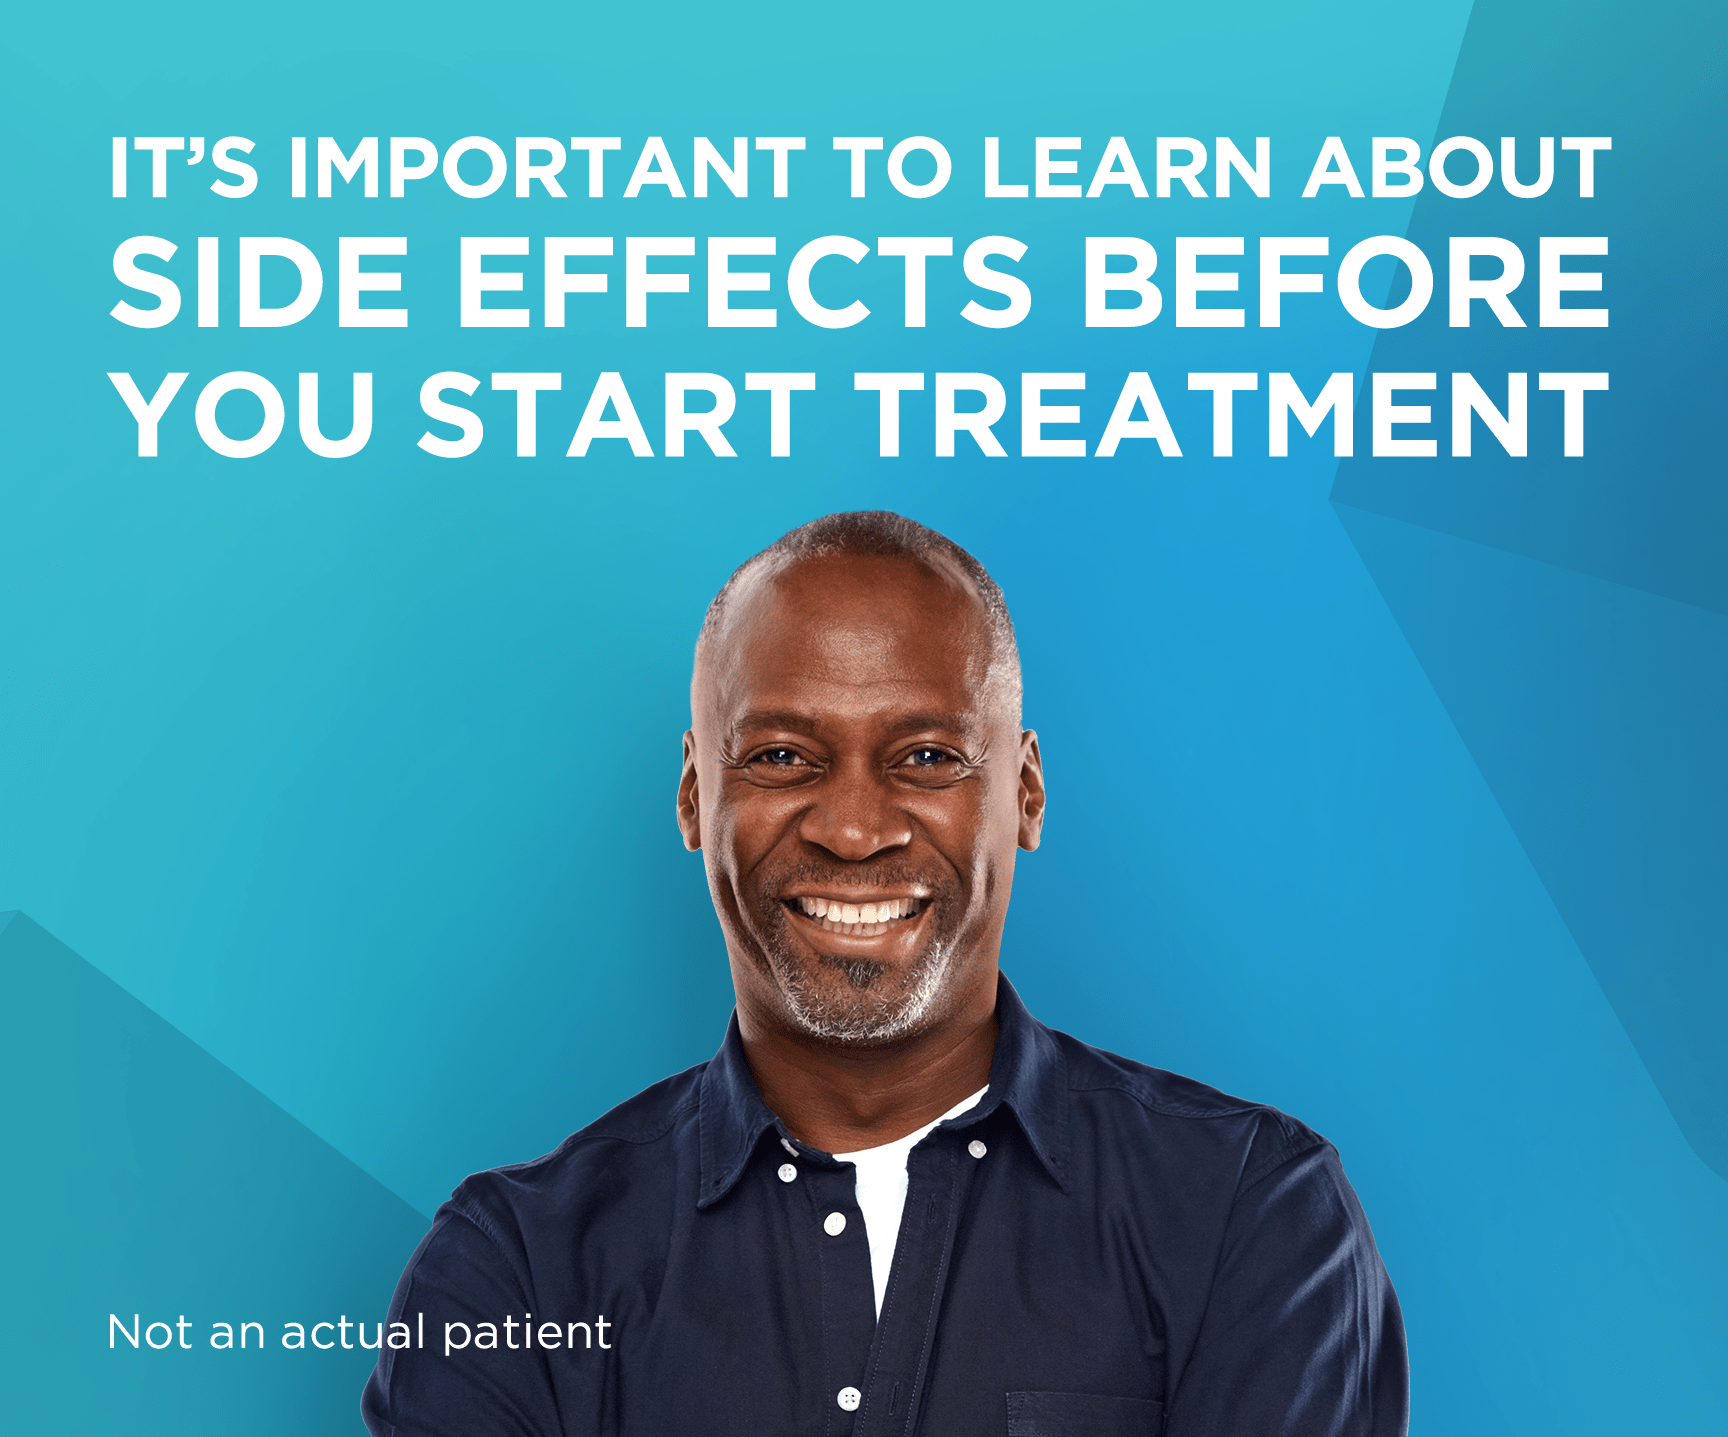 IT’S IMPORTANT TO LEARN ABOUT
SIDE EFFECTS BEFORE
YOU START TREATMENT
Not an actual patient